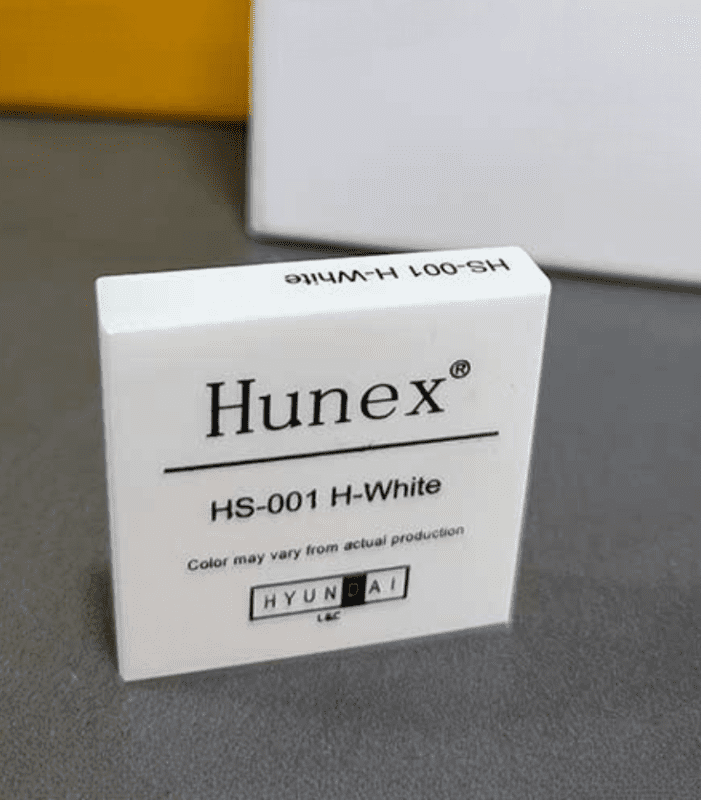 HS-001 H-White
Hunex®
HS-001 H-White
Color may vary from actual production
HYUNDAI
L&C